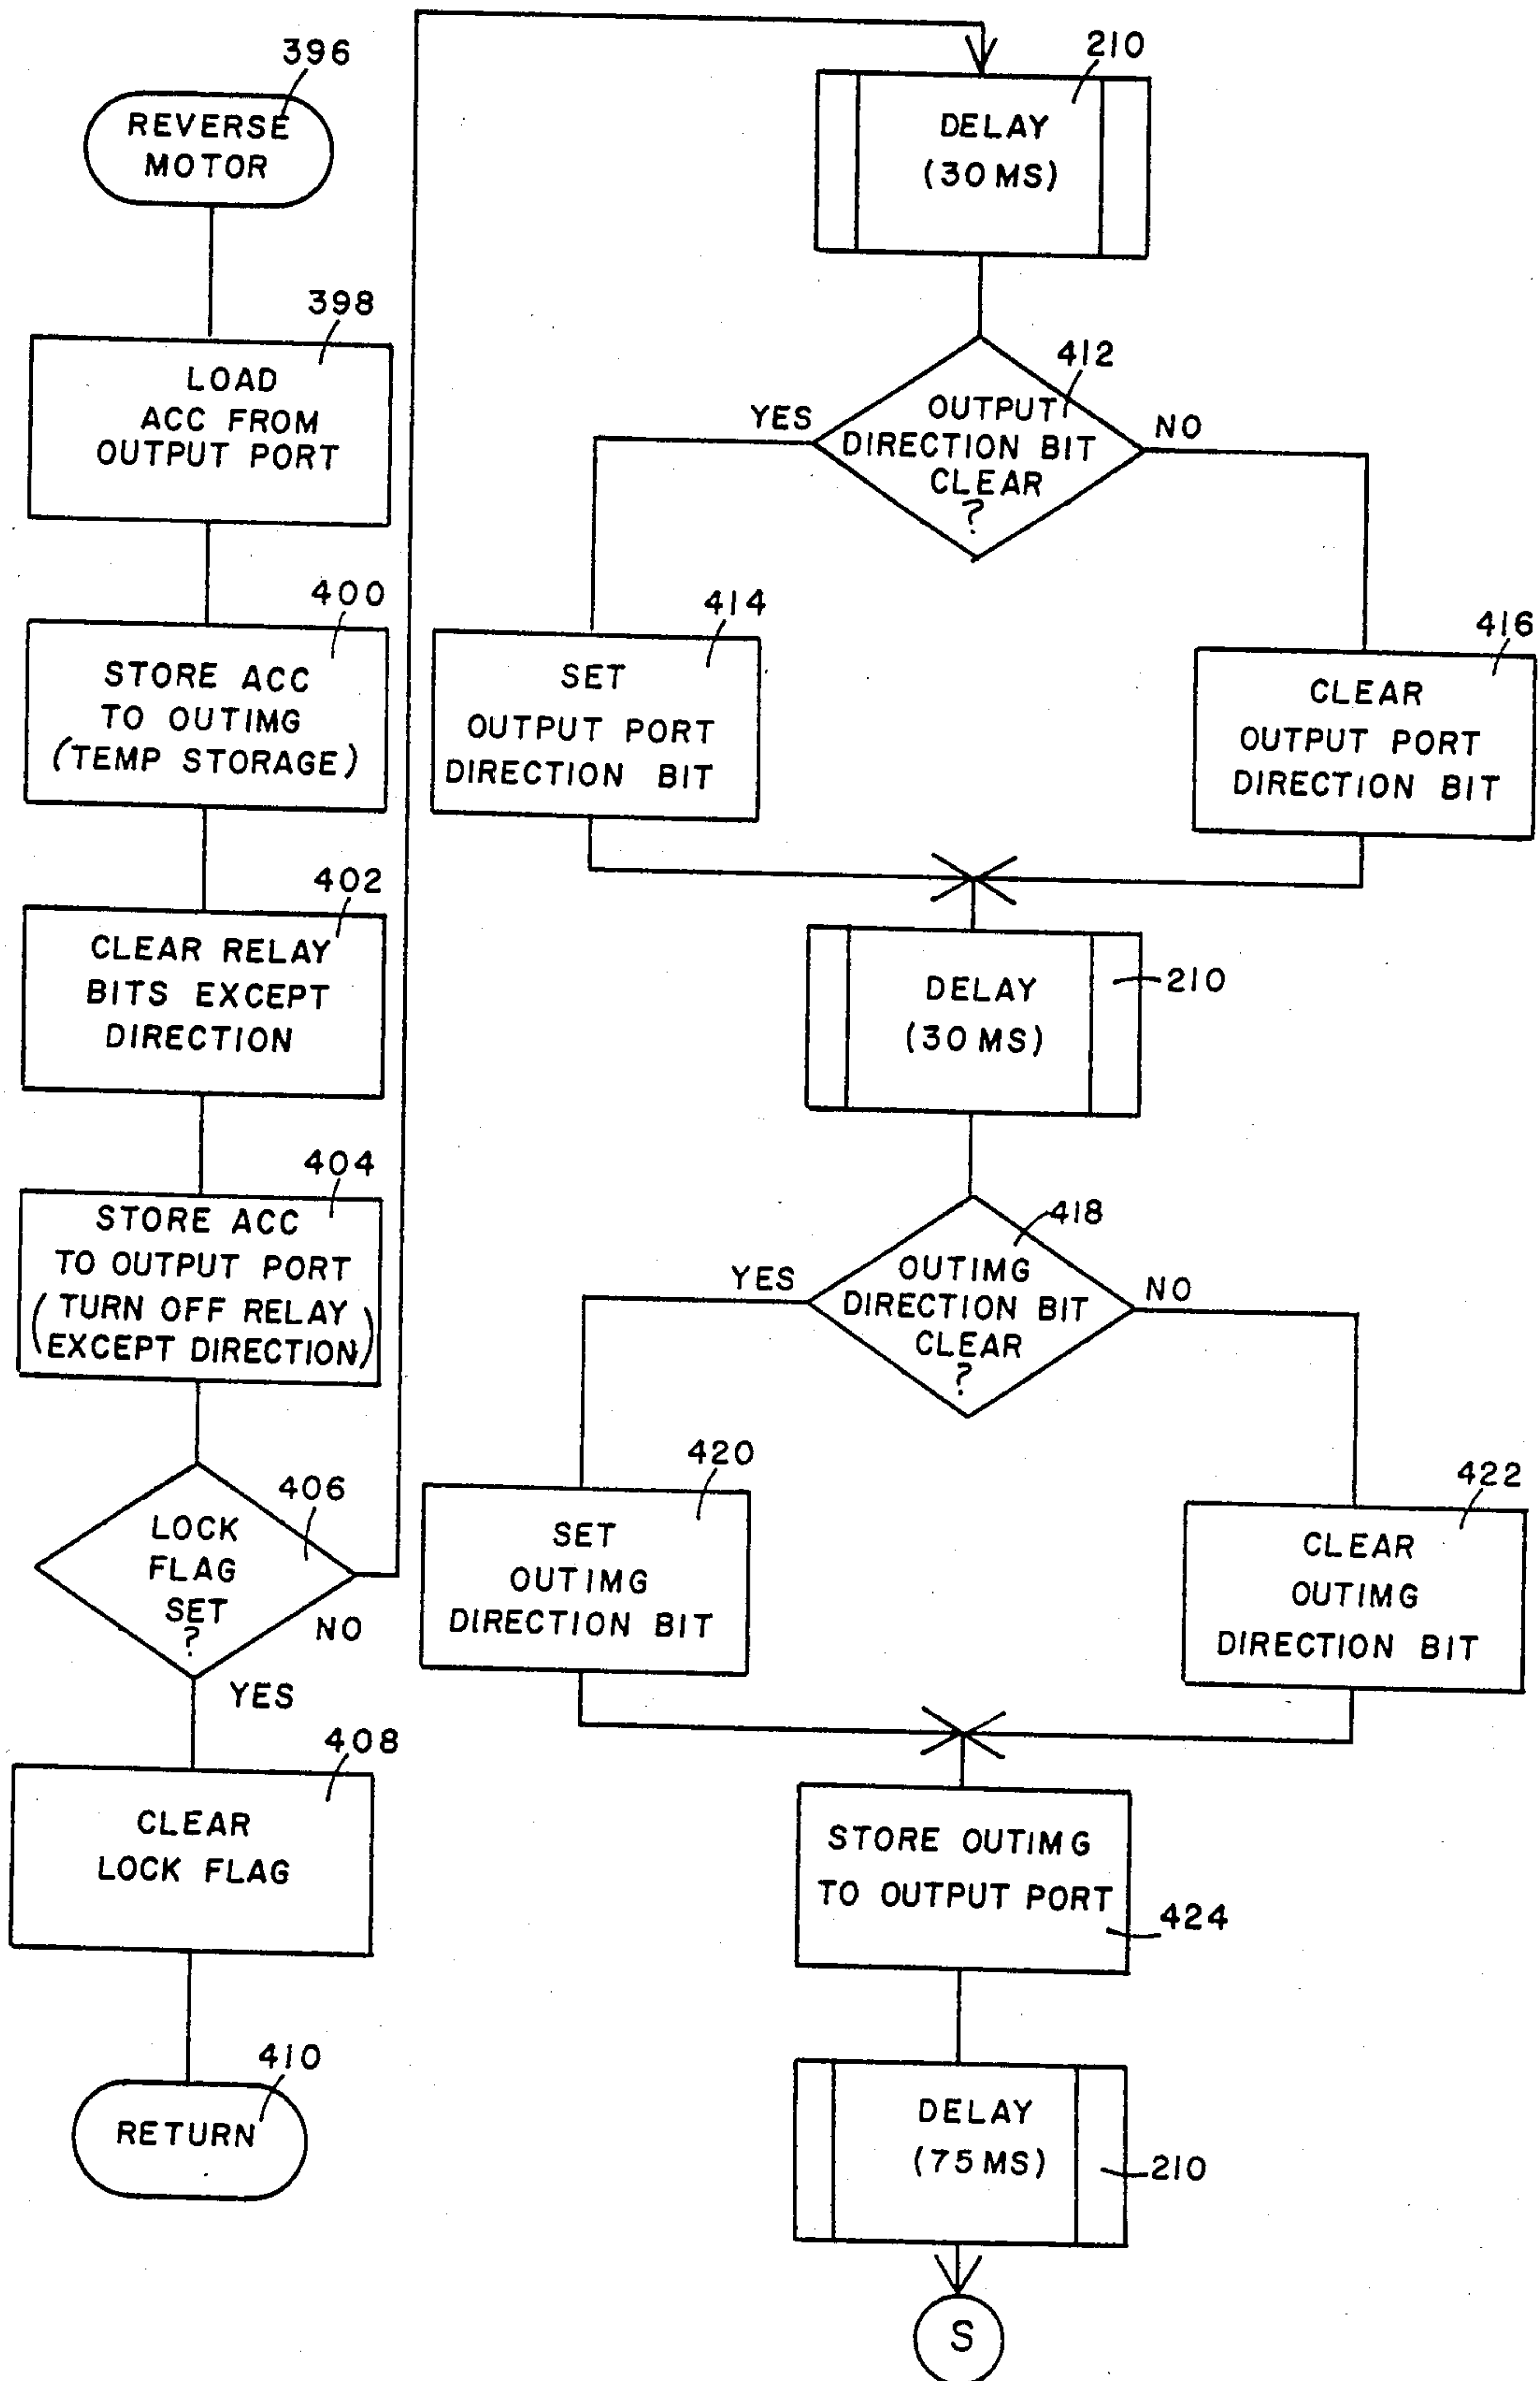 396
REVERSE
MOTOR
398
LOAD
ACC FROM
OUTPUT PORT
400
STORE ACC
TO OUTIMG
(TEMP STORAGE)
402
CLEAR RELAY
BITS EXCEPT
DIRECTION
404
STORE ACC
TO OUTPUT PORT
(TURN OFF RELAY
EXCEPT DIRECTION)
406
LOCK
FLAG
SET
?
NO
YES
408
CLEAR
LOCK FLAG
410
RETURN
210
DELAY
(30 MS)
412
OUTPUT
DIRECTION BIT
CLEAR
?
YES
NO
414
SET
OUTPUT PORT
DIRECTION BIT
416
CLEAR
OUTPUT PORT
DIRECTION BIT
DELAY
(30 MS)
210
418
OUTIMG
DIRECTION BIT
CLEAR
?
YES
NO
420
SET
OUTIMG
DIRECTION BIT
422
CLEAR
OUTIMG
DIRECTION BIT
STORE OUTIMG
TO OUTPUT PORT
424
DELAY
(75 MS)
210
S